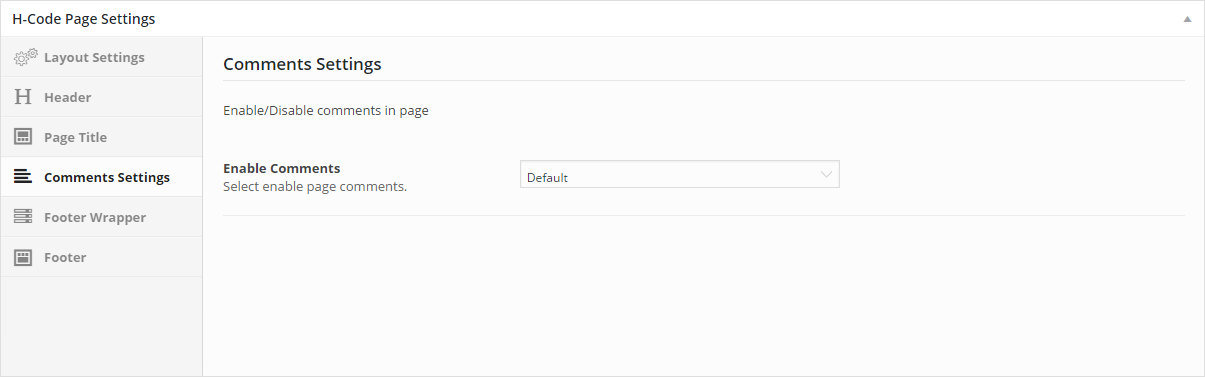 H-Code Page Settings
Layout Settings
Header
Page Title
Comments Settings
Footer Wrapper
Footer
Comments Settings
Enable/Disable comments in page
Enable Comments
Select enable page comments.
Default